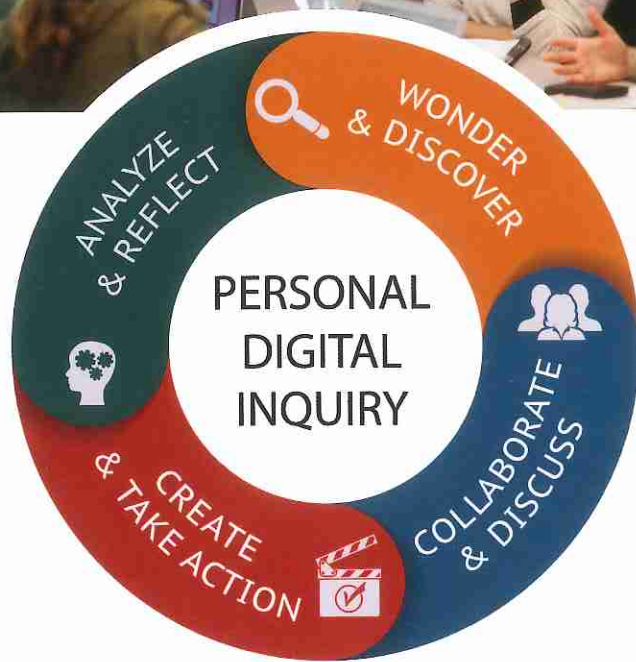 PERSONAL
DIGITAL
INQUIRY
WONDER
& DISCOVER
COLLABORATE
& DISCUSS
CREATE
& TAKE ACTION
ANALYZE
& REFLECT